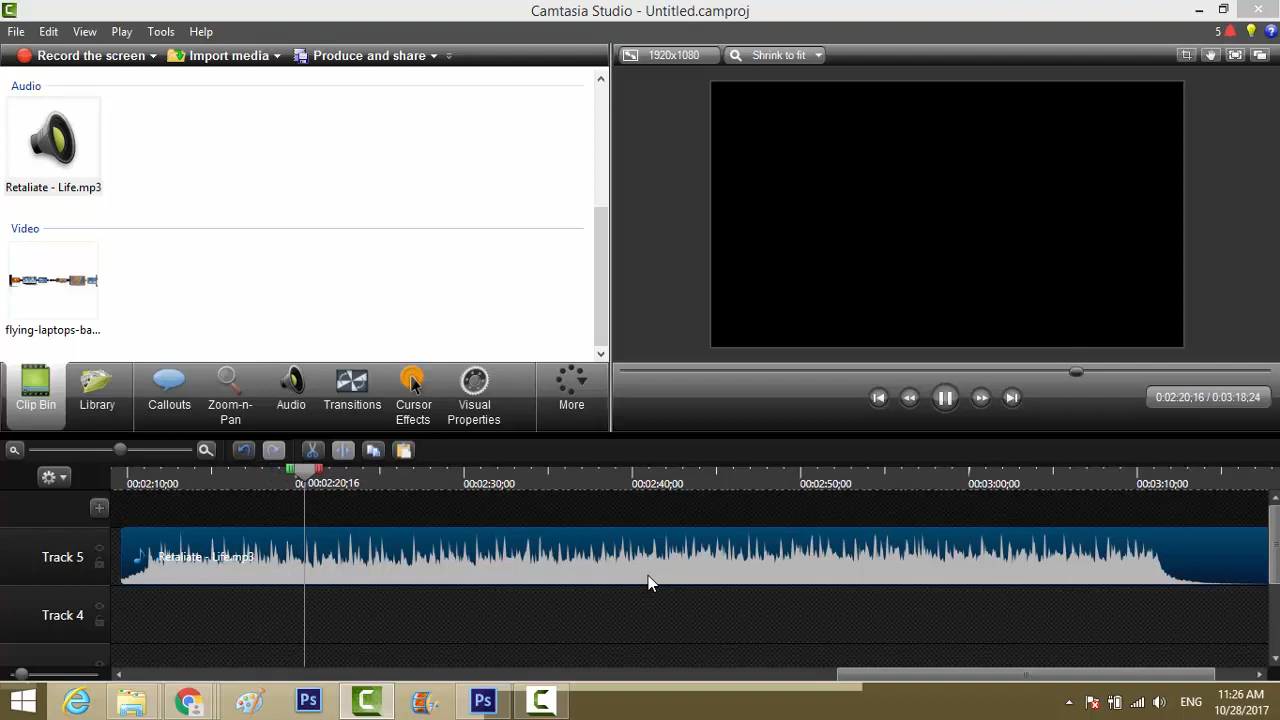 Camtasia Studio - Untitled.camproj
File Edit View Play Tools Help
5
Record the screen Import media Produce and share
1920x1080 Shrink to fit
Audio
Retaliate - Life.mp3
Video
flying-laptops-ba...
Clip Bin Library Callouts Zoom-n-Pan Audio Transitions Cursor Effects Visual Properties More
0:02:20;16 / 0:03:18;24
00:02:10;00 00:02:20;16 00:02:30;00 00:02:40;00 00:02:50;00 00:03:00;00 00:03:10;00
Track 5 Retaliate - Life.mp3
Track 4
Ps Ps ENG
11:26 AM
10/28/2017